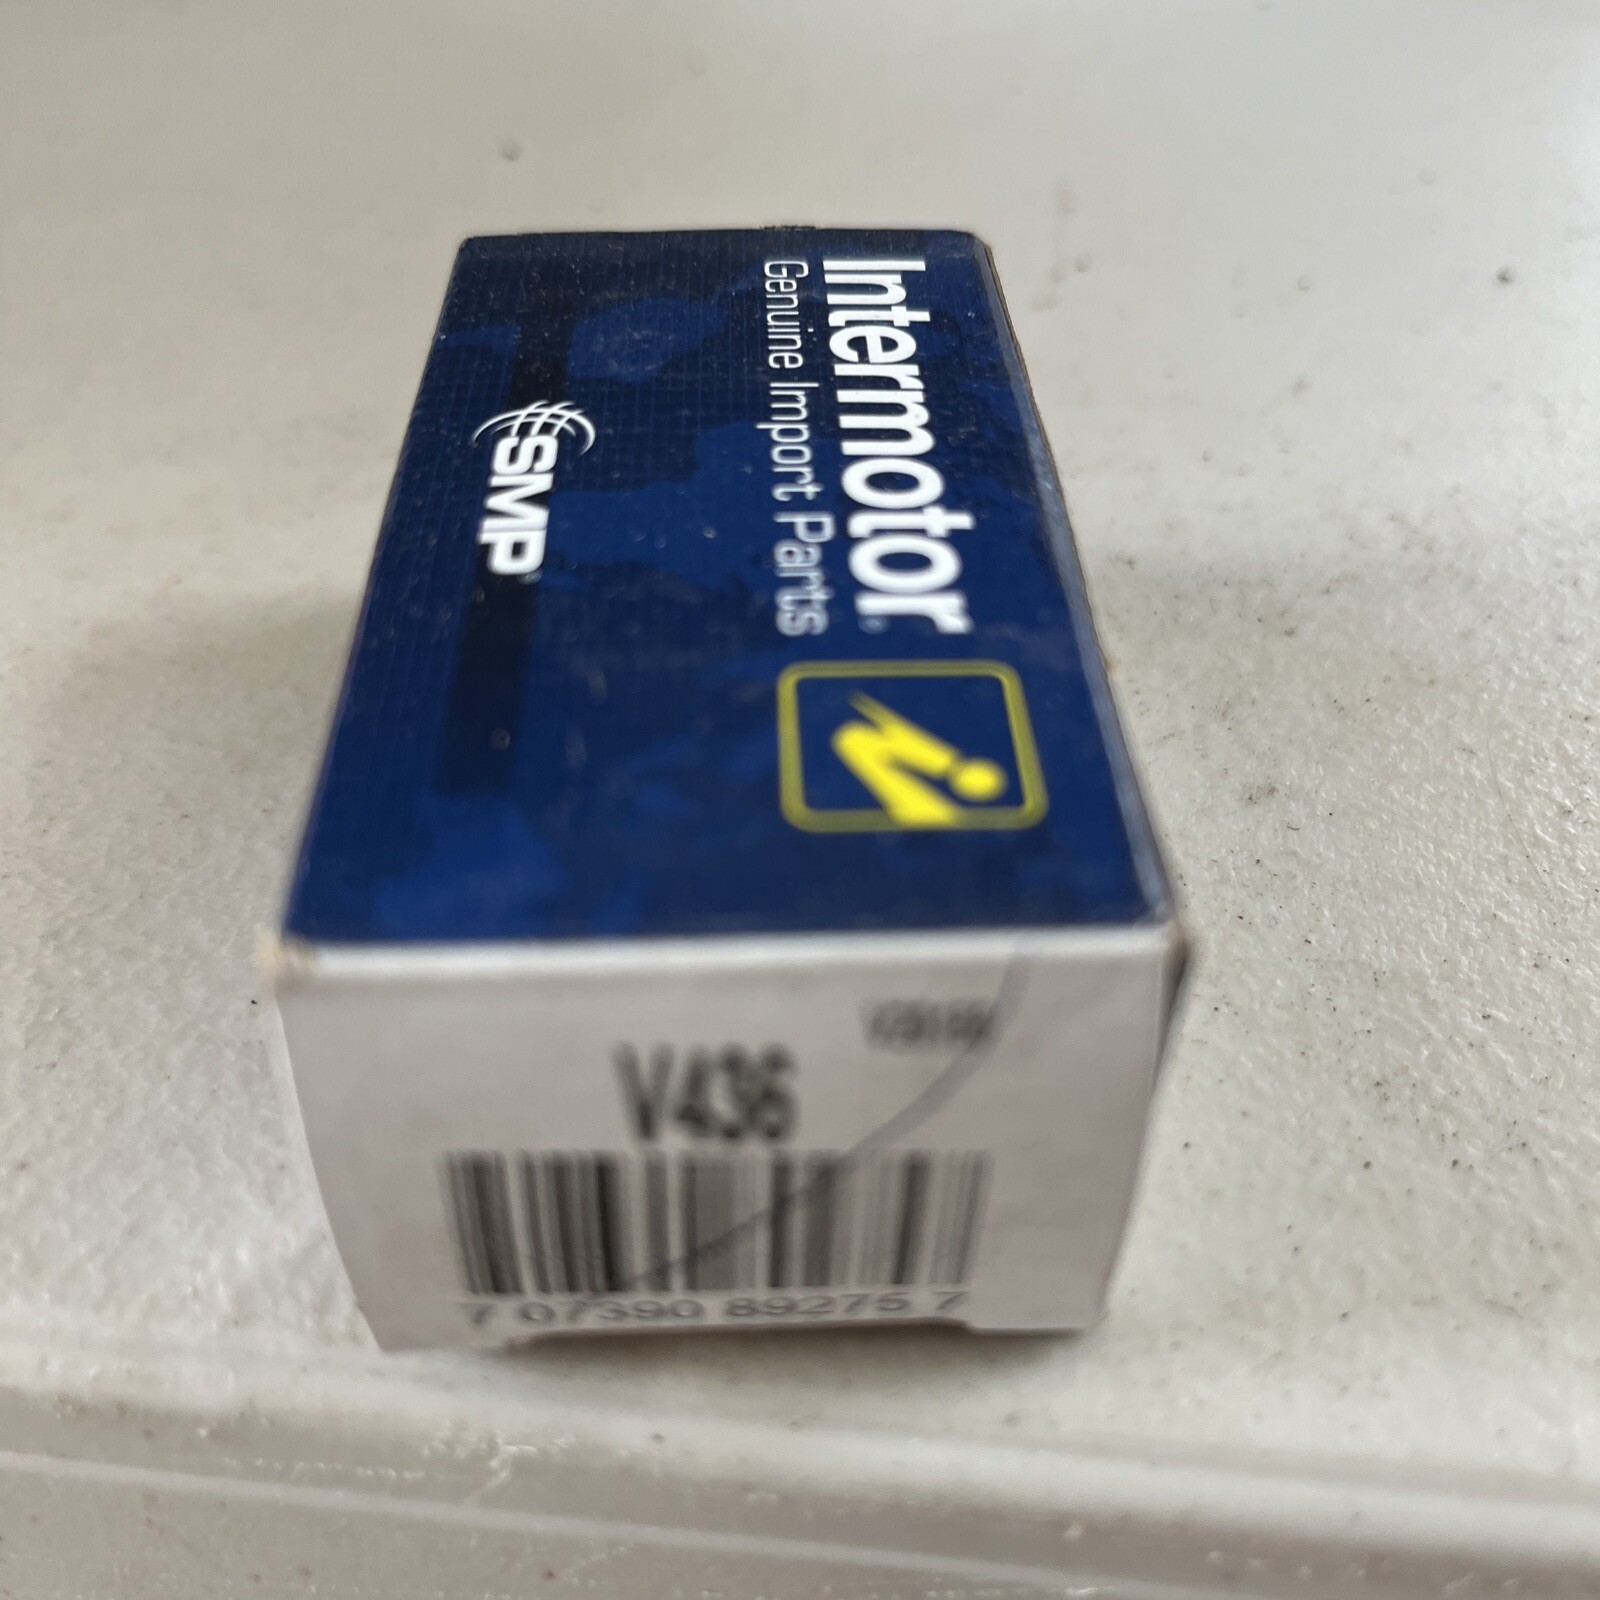 Intermotor®
Genuine Import Parts
SMP®
V436
7 07390 89275 7